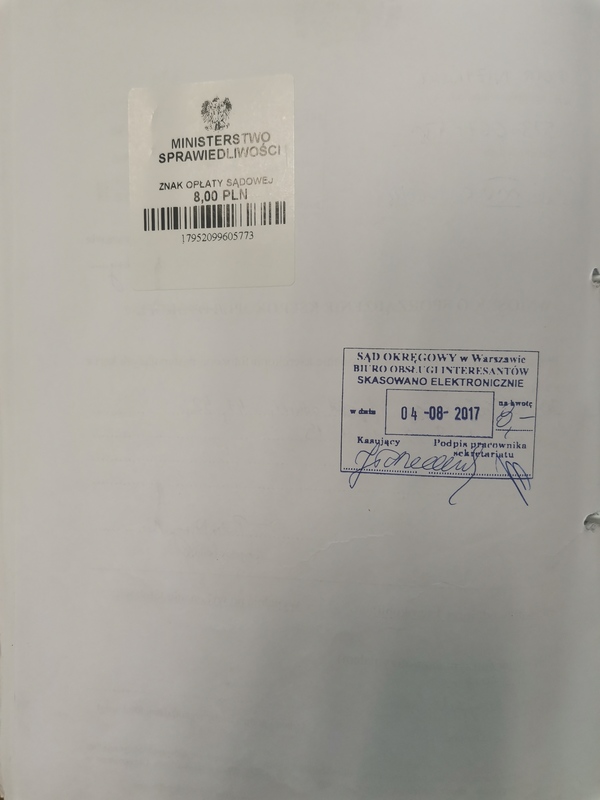 MINISTERSTWO
SPRAWIEDLIWOŚCI
ZNAK OPŁATY SĄDOWEJ
8,00 PLN
17952099605773
SĄD OKRĘGOWY w Warszawie
BIURO OBSŁUGI INTERESANTÓW
SKASOWANO ELEKTRONICZNIE
w dniu 04 -08- 2017 na kwotę
8,-
Kasujący Podpis pracownika
sekretariatu